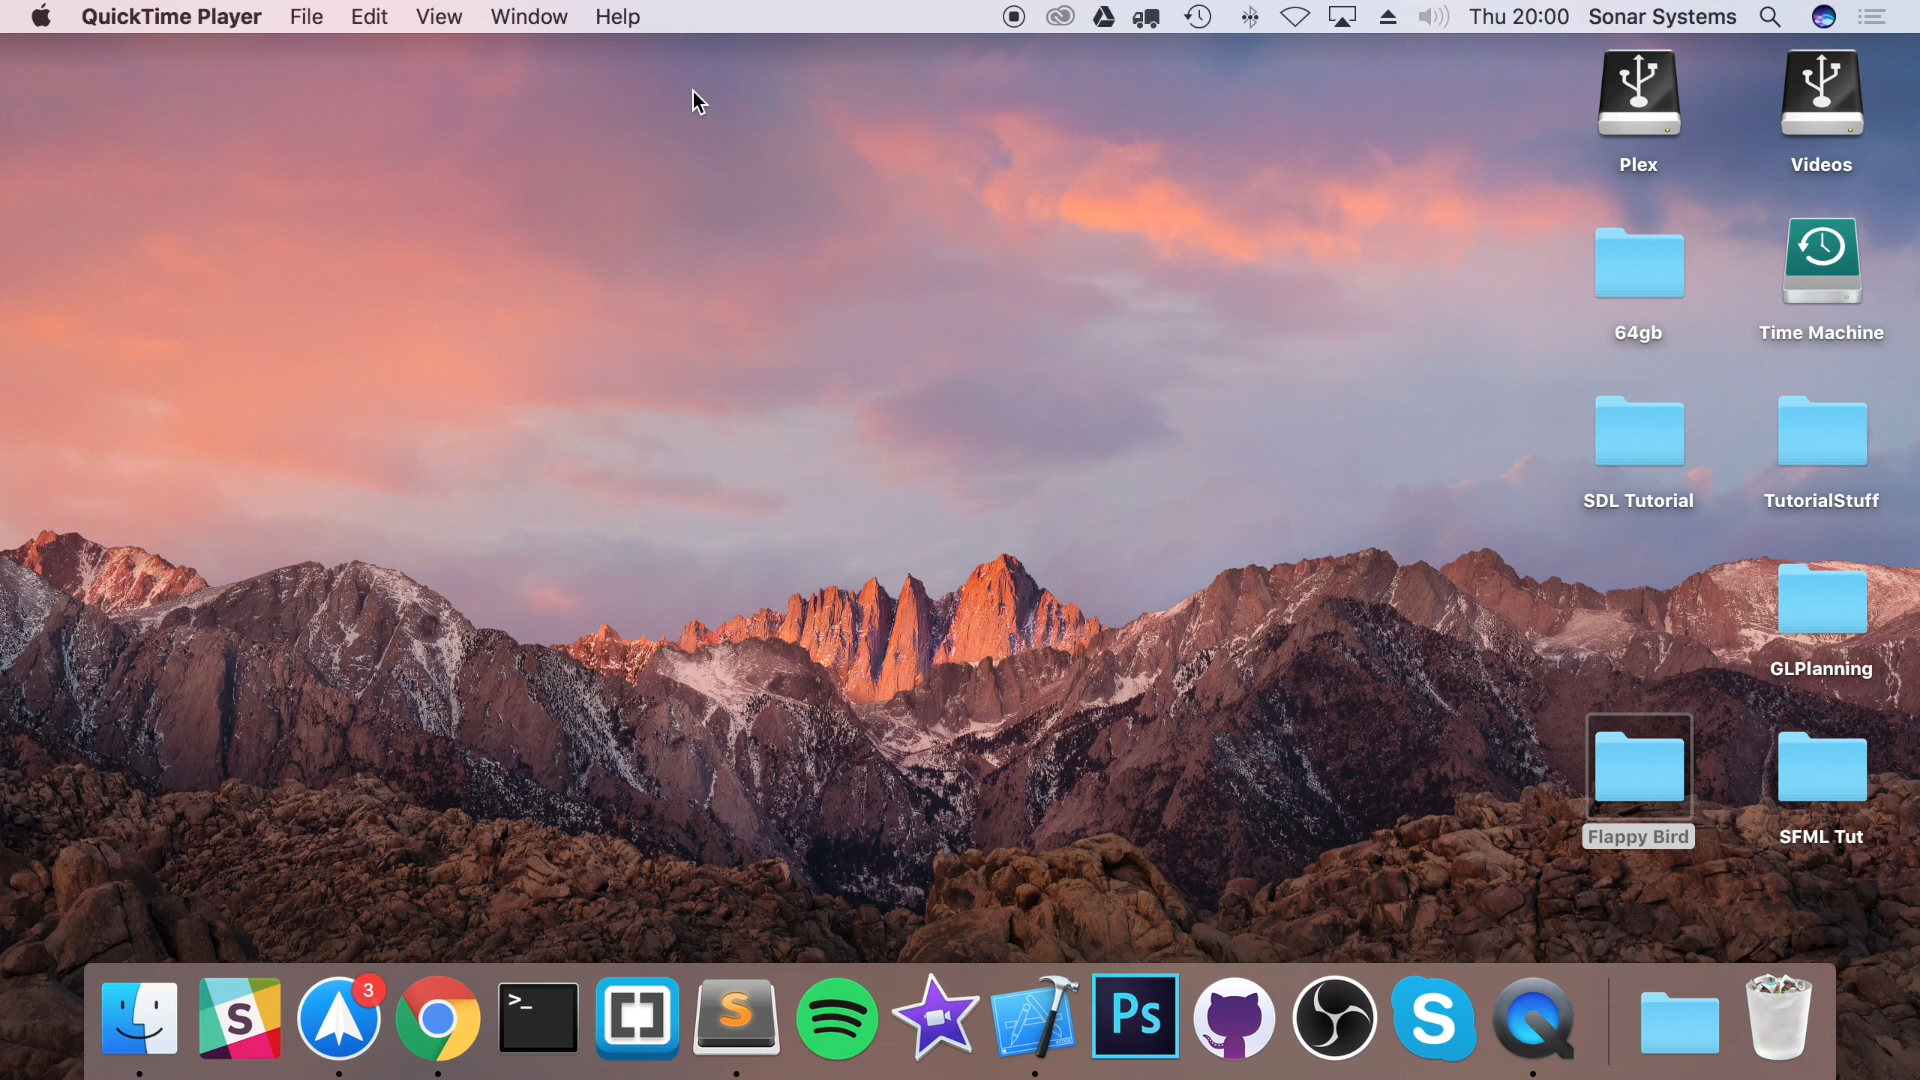 QuickTime Player File Edit View Window Help Thu 20:00 Sonar Systems
Plex Videos
64gb Time Machine
SDL Tutorial TutorialStuff
GLPlanning
Flappy Bird SFML Tut
S 3 >_ S Ps S